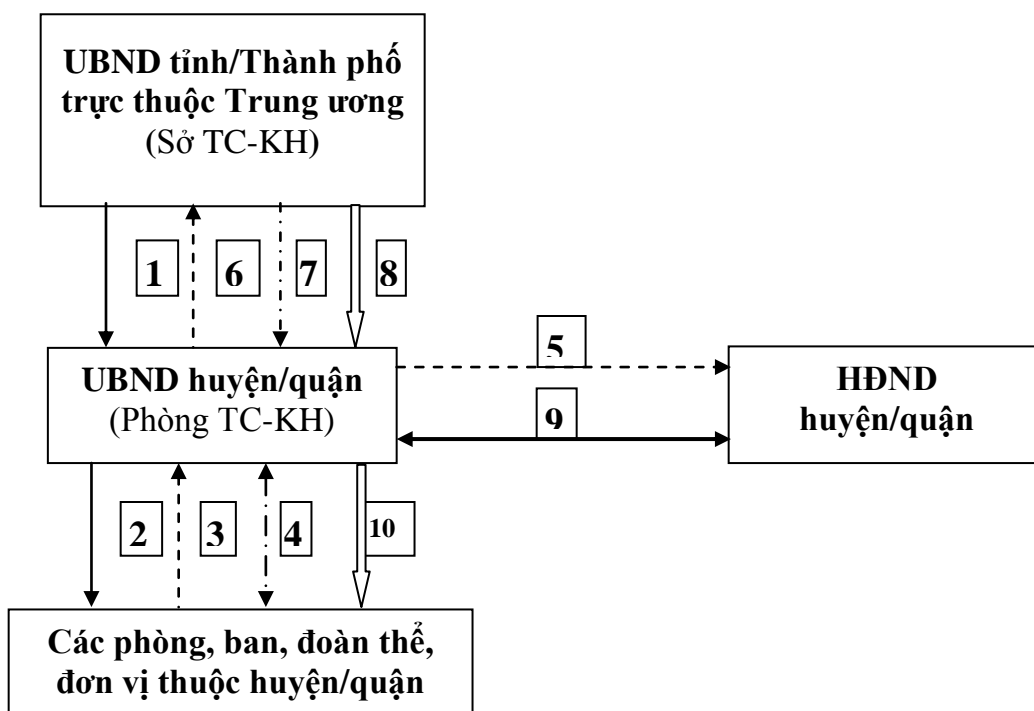 UBND tỉnh/Thành phố
trực thuộc Trung ương
(Sở TC-KH)
1
6
7
8
5
UBND huyện/quận
(Phòng TC-KH)
HĐND
huyện/quận
9
2
3
4
10
Các phòng, ban, đoàn thể,
đơn vị thuộc huyện/quận